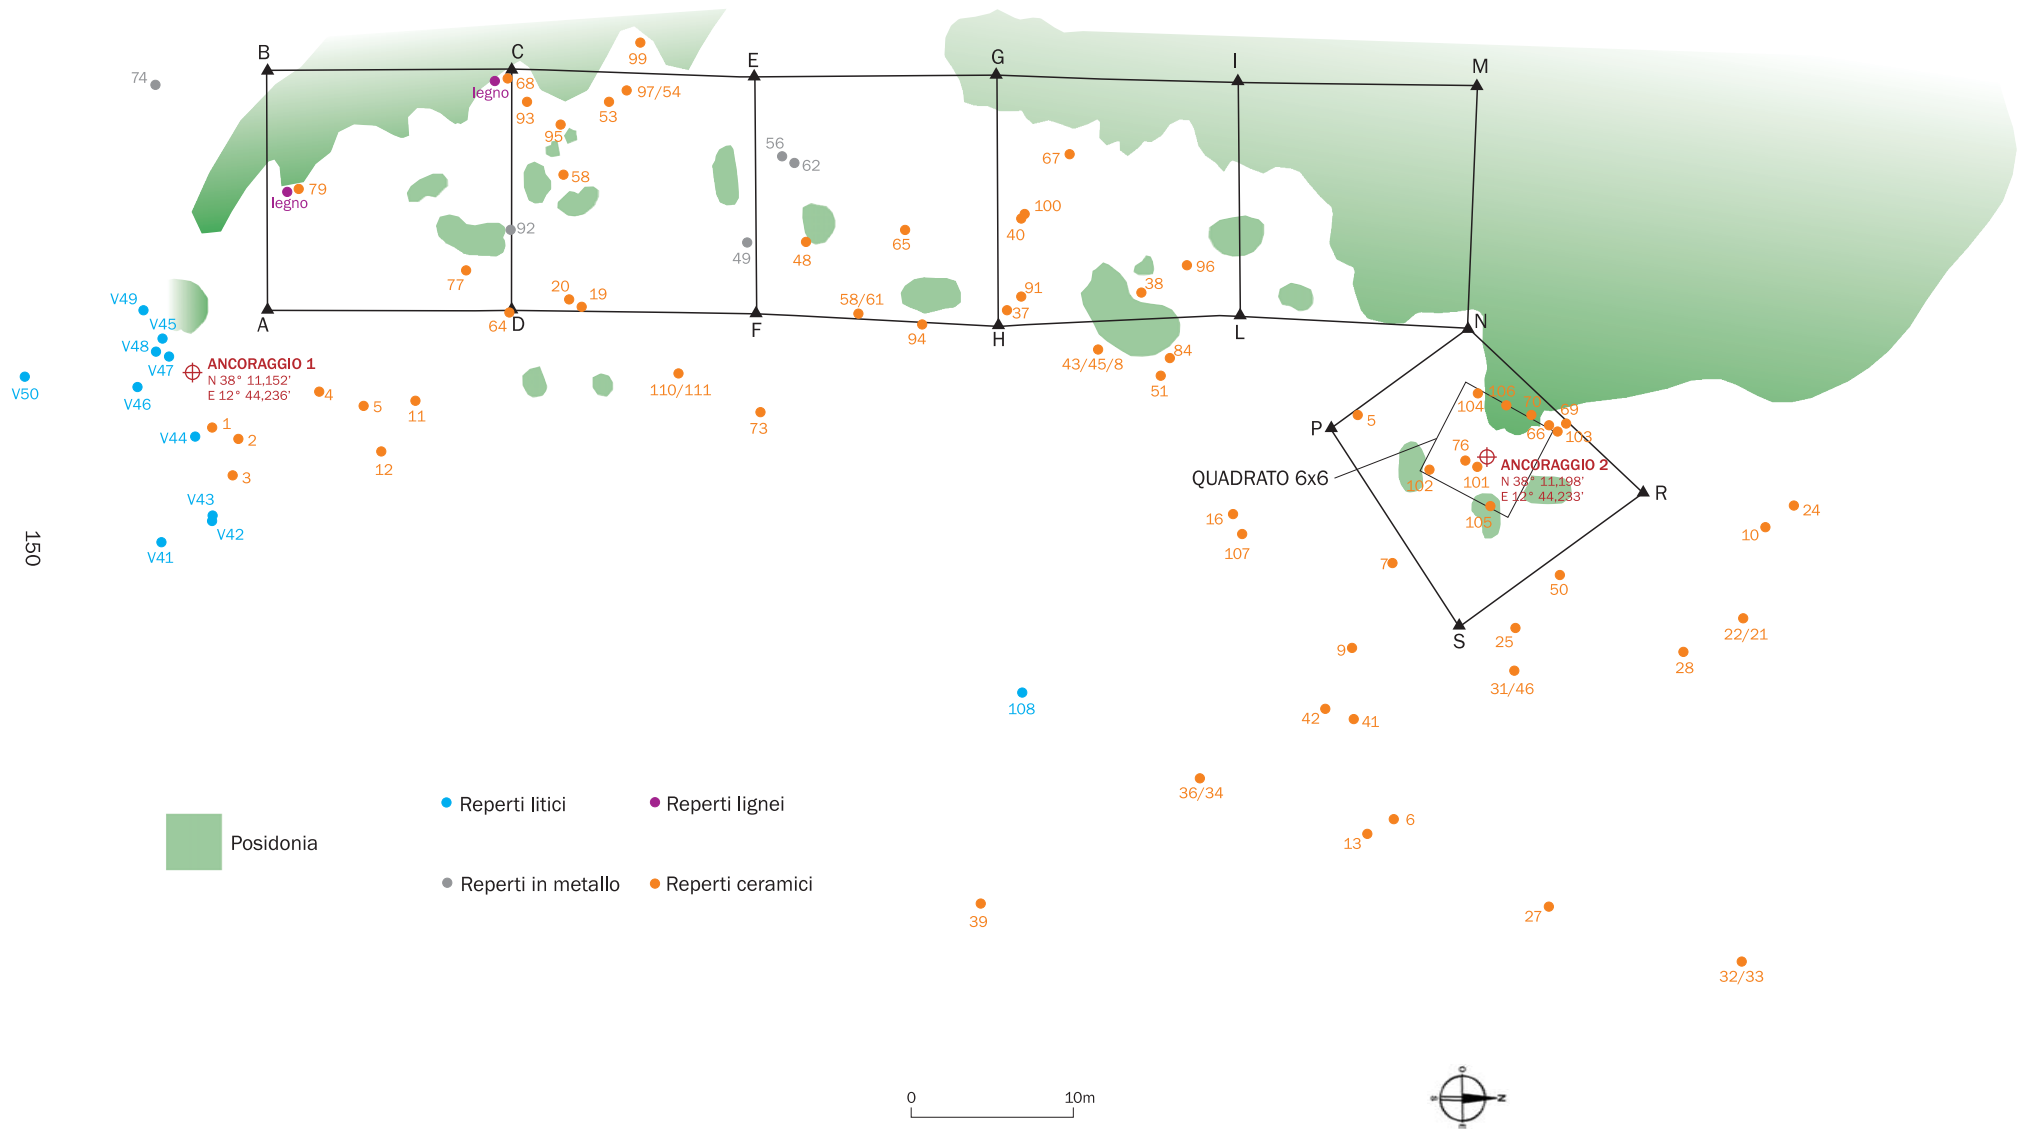 B
C
E
G
I
M
74
99
68
legno
93
53
97/54
95
56
62
67
58
79
legno
92
100
40
49
48
65
96
77
20
19
91
38
58/61
37
V49
V45
A
64
D
F
94
H
L
N
V48
V47
ANCORAGGIO 1
N 38° 11,152’
E 12° 44,236’
43/45/8
84
51
V50
V46
4
5
11
110/111
73
104
106
70
69
P
5
66
103
V44
1
2
12
76
3
QUADRATO 6x6
102
101
ANCORAGGIO 2
N 38° 11,198’
E 12° 44,233’
R
V43
V42
V41
16
107
105
24
10
150
7
50
25
S
22/21
9
28
31/46
108
42
41
36/34
6
13
39
27
32/33
Reperti litici
Reperti lignei
Posidonia
Reperti in metallo
Reperti ceramici
0
10m
O
S
N
E